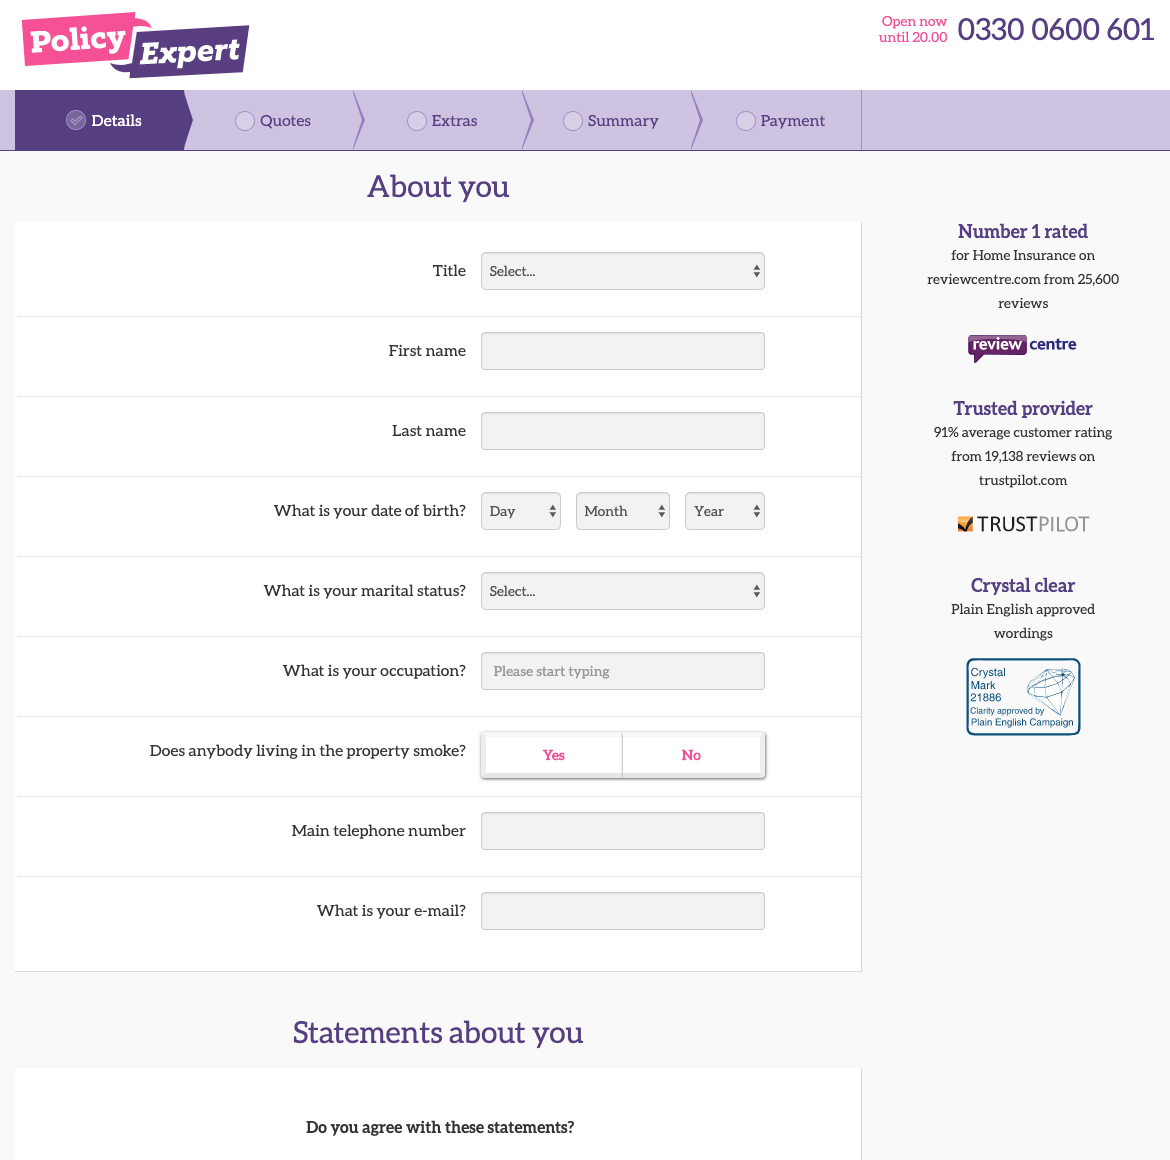 Policy Expert
Open now
until 20.00
0330 0600 601
Details
Quotes
Extras
Summary
Payment
About you
Title
Select...
First name
Last name
What is your date of birth?
Day
Month
Year
What is your marital status?
Select...
What is your occupation?
Please start typing
Does anybody living in the property smoke?
Yes
No
Main telephone number
What is your e-mail?
Statements about you
Do you agree with these statements?
Number 1 rated
for Home Insurance on
reviewcentre.com from 25,600
reviews
review centre
Trusted provider
91% average customer rating
from 19,138 reviews on
trustpilot.com
TRUSTPILOT
Crystal clear
Plain English approved
wordings
Crystal
Mark
21886
Clarity approved by
Plain English Campaign